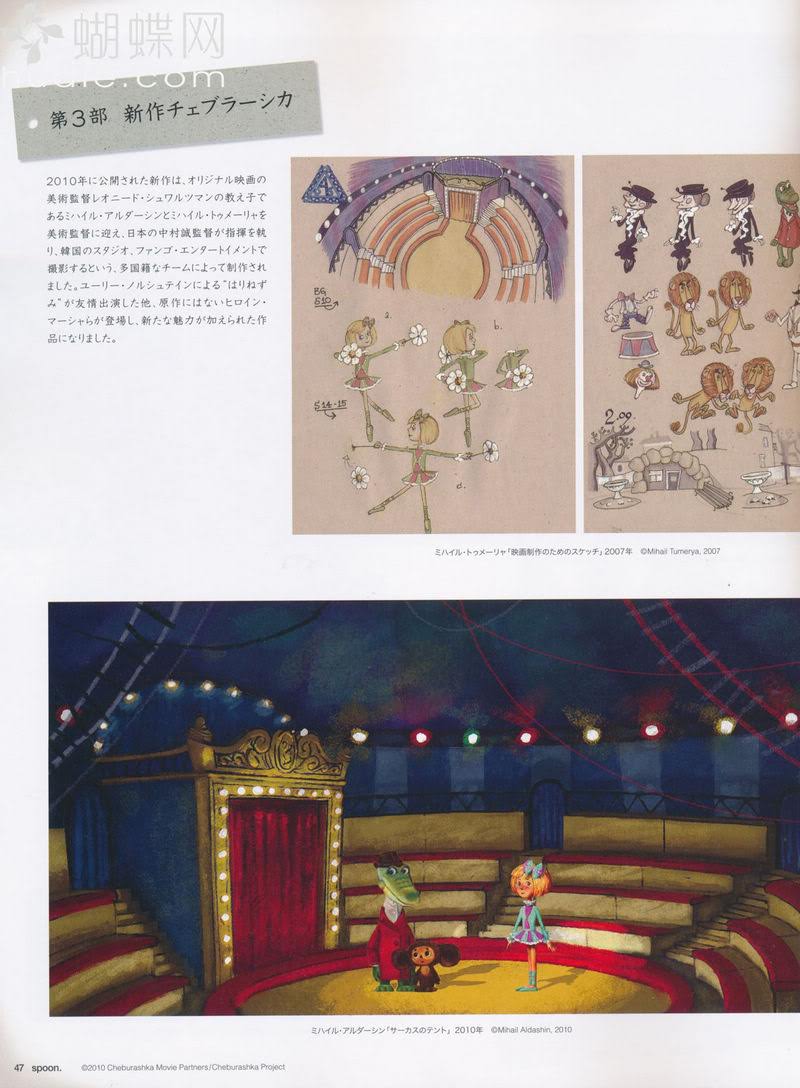 蝴蝶网
hudie.com
第3部 新作チェブラーシカ
2010年に公開された新作は、オリジナル映画の
美術監督レオニード・シュワルツマンの教え子で
あるミハイル・アルダーシンとミハイル・トゥメーリャを
美術監督に迎え、日本の中村誠監督が指揮を執
り、韓国のスタジオ、ファンゴ・エンタートイメントで
撮影するという、多国籍なチームによって制作され
ました。ユーリー・ノルシュテインによる“はりねず
み”が友情出演した他、原作にはないヒロイン・
マーシャらが登場し、新たな魅力が加えられた作
品になりました。
BG
S10
a.
b.
S14-15
d.
2.09.
ミハイル・トゥメーリャ「映画制作のためのスケッチ」2007年 ©Mihail Tumerya, 2007
ミハイル・アルダーシン「サーカスのテント」2010年 ©Mihail Aldashin, 2010
47 spoon. ©2010 Cheburashka Movie Partners/Cheburashka Project